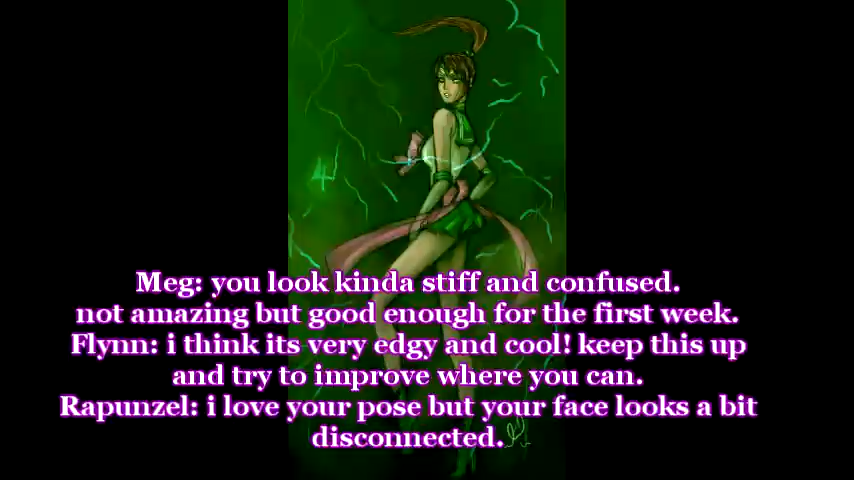 Meg: you look kinda stiff and confused.
not amazing but good enough for the first week.
Flynn: i think its very edgy and cool! keep this up
and try to improve where you can.
Rapunzel: i love your pose but your face looks a bit
disconnected.